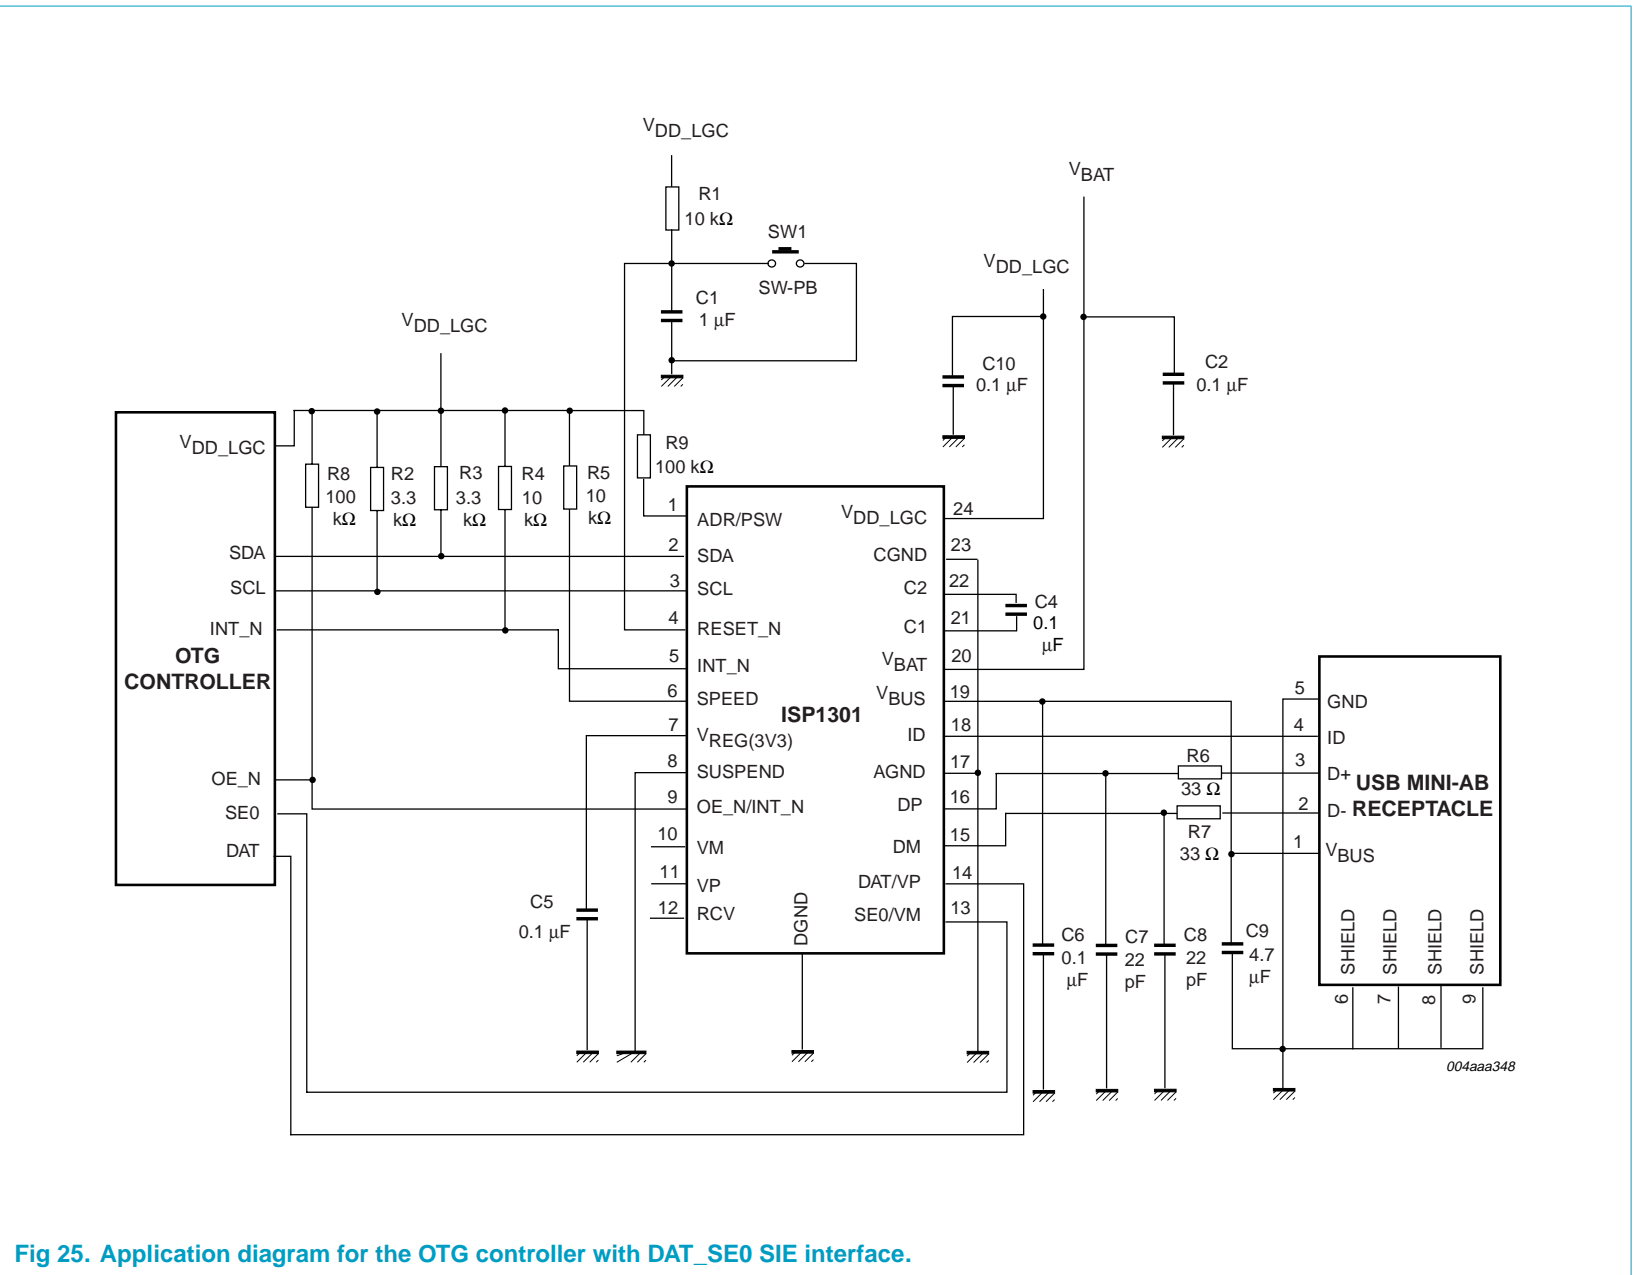 VDD_LGC
R1
10 kΩ
SW1
SW-PB
C1
1 μF
VBAT
VDD_LGC
C10
0.1 μF
C2
0.1 μF
VDD_LGC
R8
100
kΩ
R2
3.3
kΩ
R3
3.3
kΩ
R4
10
kΩ
R5
10
kΩ
R9
100 kΩ
VDD_LGC
SDA
SCL
INT_N
OTG
CONTROLLER
OE_N
SE0
DAT
1 ADR/PSW
2 SDA
3 SCL
4 RESET_N
5 INT_N
6 SPEED
7 VREG(3V3)
8 SUSPEND
9 OE_N/INT_N
10 VM
11 VP
12 RCV
ISP1301
DGND
VDD_LGC 24
CGND 23
C2 22
C1 21
VBAT 20
VBUS 19
ID 18
AGND 17
DP 16
DM 15
DAT/VP 14
SE0/VM 13
C4
0.1
μF
C5
0.1 μF
R6
33 Ω
R7
33 Ω
C6
0.1
μF
C7
22
pF
C8
22
pF
C9
4.7
μF
5 GND
4 ID
3 D+
2 D-
1 VBUS
USB MINI-AB
RECEPTACLE
SHIELD
SHIELD
SHIELD
SHIELD
6
7
8
9
004aaa348
Fig 25. Application diagram for the OTG controller with DAT_SE0 SIE interface.